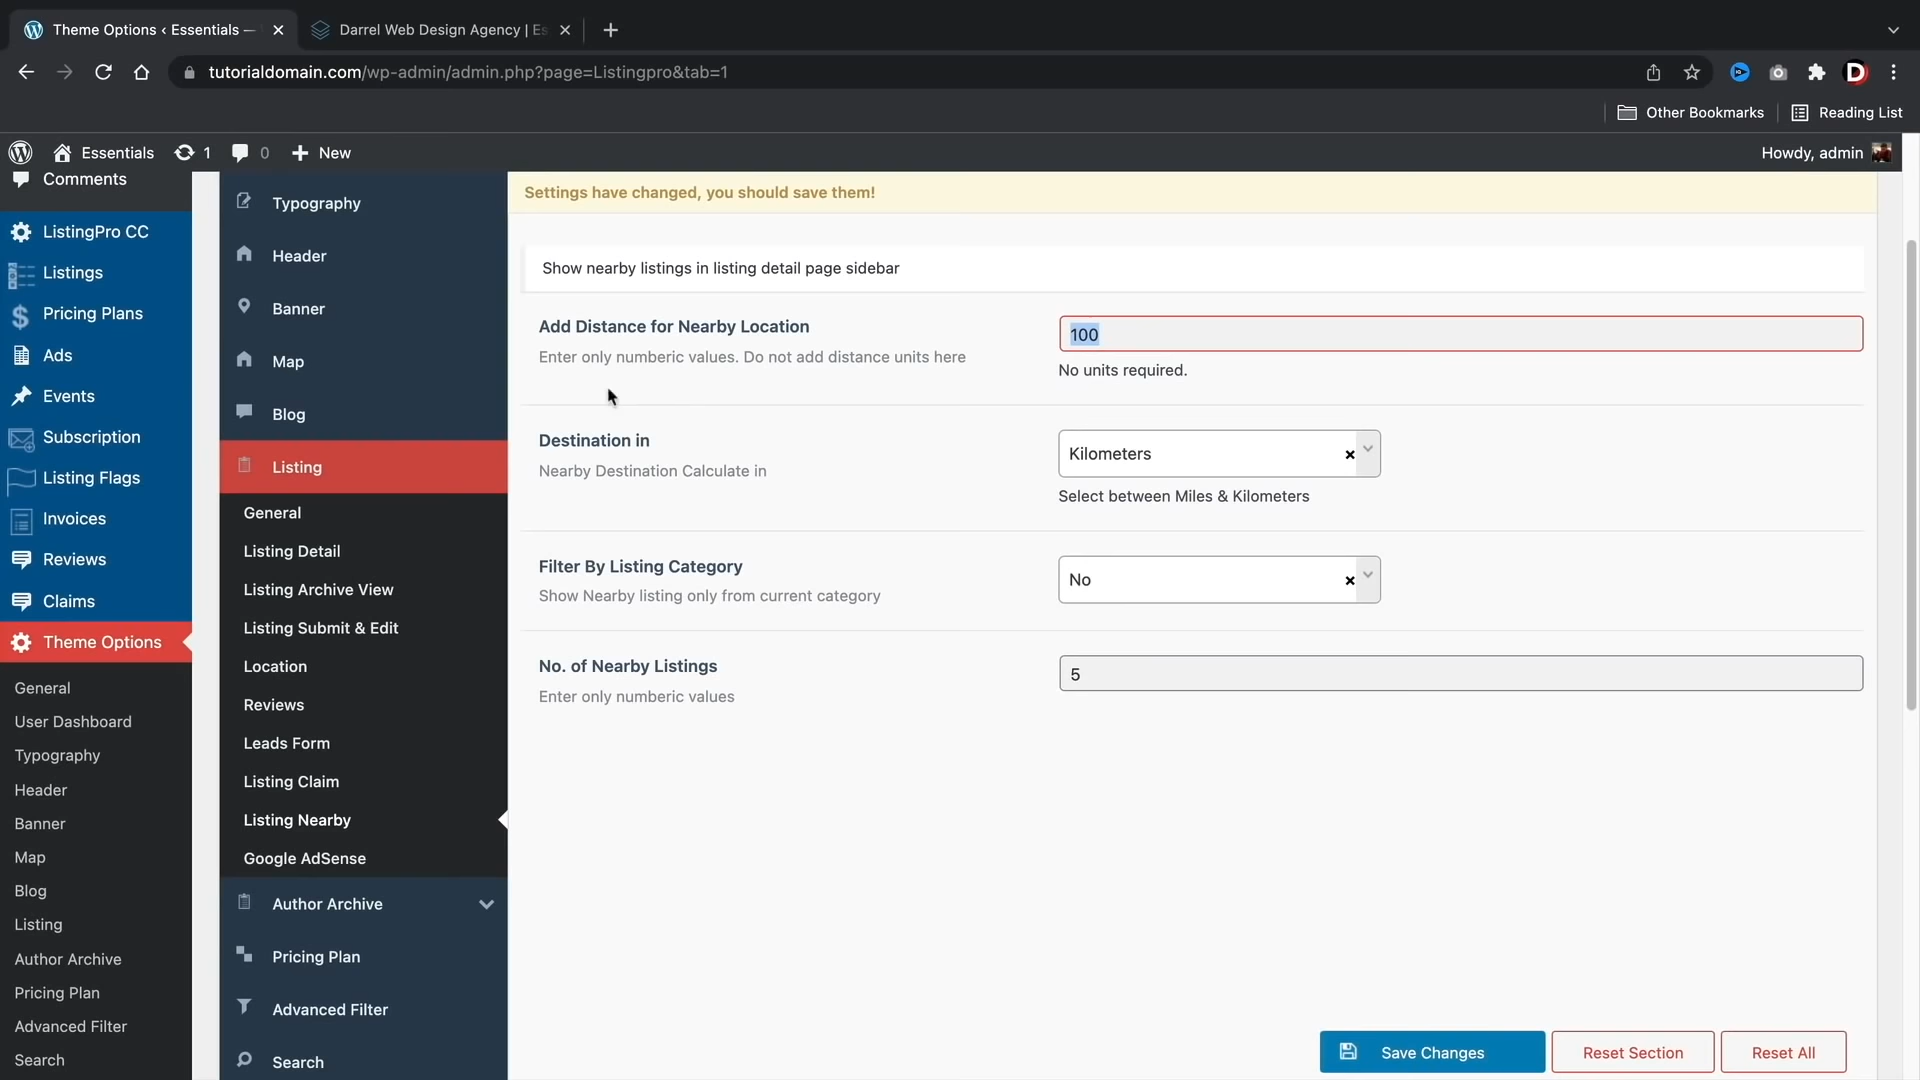 Theme Options ‹ Essentials —
Darrel Web Design Agency | Es
tutorialdomain.com/wp-admin/admin.php?page=Listingpro&tab=1
Other Bookmarks
Reading List
Essentials
1
0
New
Howdy, admin
Comments
ListingPro CC
Listings
Pricing Plans
Ads
Events
Subscription
Listing Flags
Invoices
Reviews
Claims
Theme Options
General
User Dashboard
Typography
Header
Banner
Map
Blog
Listing
Author Archive
Pricing Plan
Advanced Filter
Search
Typography
Header
Banner
Map
Blog
Listing
General
Listing Detail
Listing Archive View
Listing Submit & Edit
Location
Reviews
Leads Form
Listing Claim
Listing Nearby
Google AdSense
Author Archive
Pricing Plan
Advanced Filter
Search
Settings have changed, you should save them!
Show nearby listings in listing detail page sidebar
Add Distance for Nearby Location
Enter only numberic values. Do not add distance units here
100
No units required.
Destination in
Nearby Destination Calculate in
Kilometers
Select between Miles & Kilometers
Filter By Listing Category
Show Nearby listing only from current category
No
No. of Nearby Listings
Enter only numberic values
5
Save Changes
Reset Section
Reset All